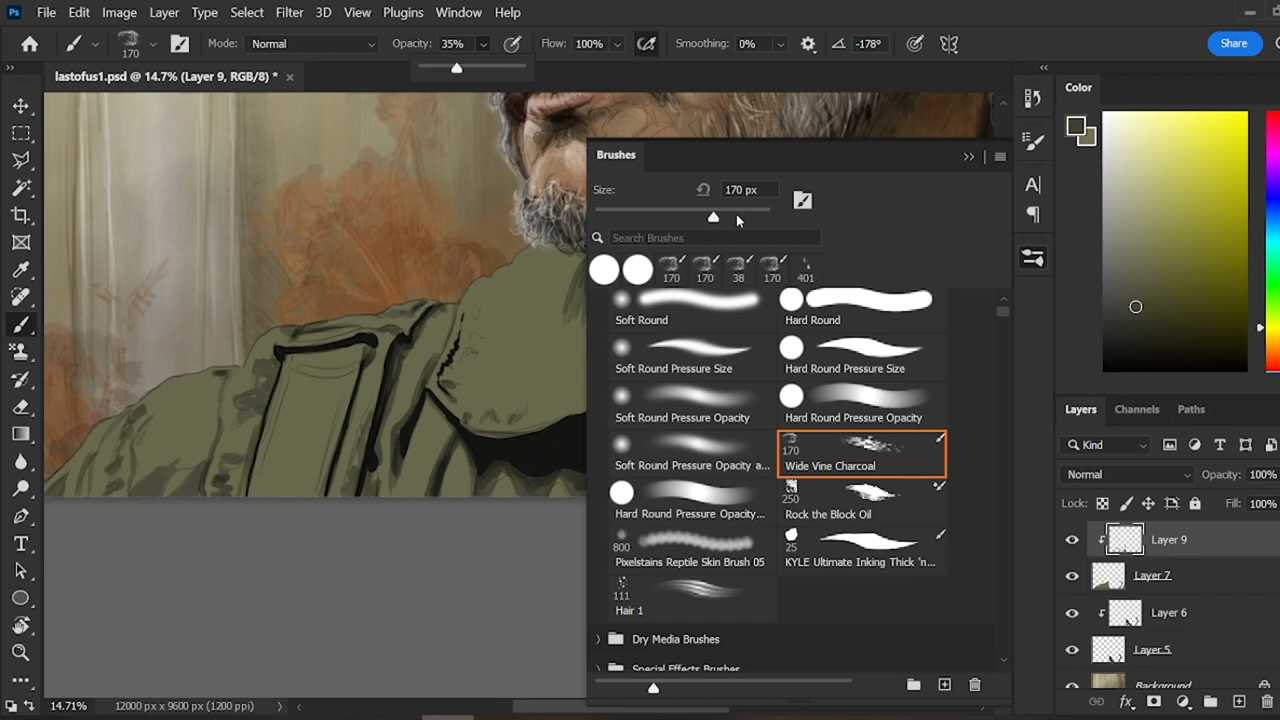 Ps File Edit Image Layer Type Select Filter 3D View Plugins Window Help
170 Mode: Normal Opacity: 35% Flow: 100% Smoothing: 0% -178° Share
lastofus1.psd @ 14.7% (Layer 9, RGB/8) *
Brushes
Size: 170 px
Search Brushes
170 170 38 170 401
Soft Round Hard Round
Soft Round Pressure Size Hard Round Pressure Size
Soft Round Pressure Opacity Hard Round Pressure Opacity
170
Soft Round Pressure Opacity a... Wide Vine Charcoal
250
Hard Round Pressure Opacity... Rock the Block Oil
800 25
Pixelstains Reptile Skin Brush 05 KYLE Ultimate Inking Thick 'n...
111
Hair 1
Dry Media Brushes
Special Effects Brushes
Color
Layers Channels Paths
Kind
Normal Opacity: 100%
Lock: Fill: 100%
Layer 9
Layer 7
Layer 6
Layer 5
Background
14.71% 12000 px x 9600 px (1200 ppi)